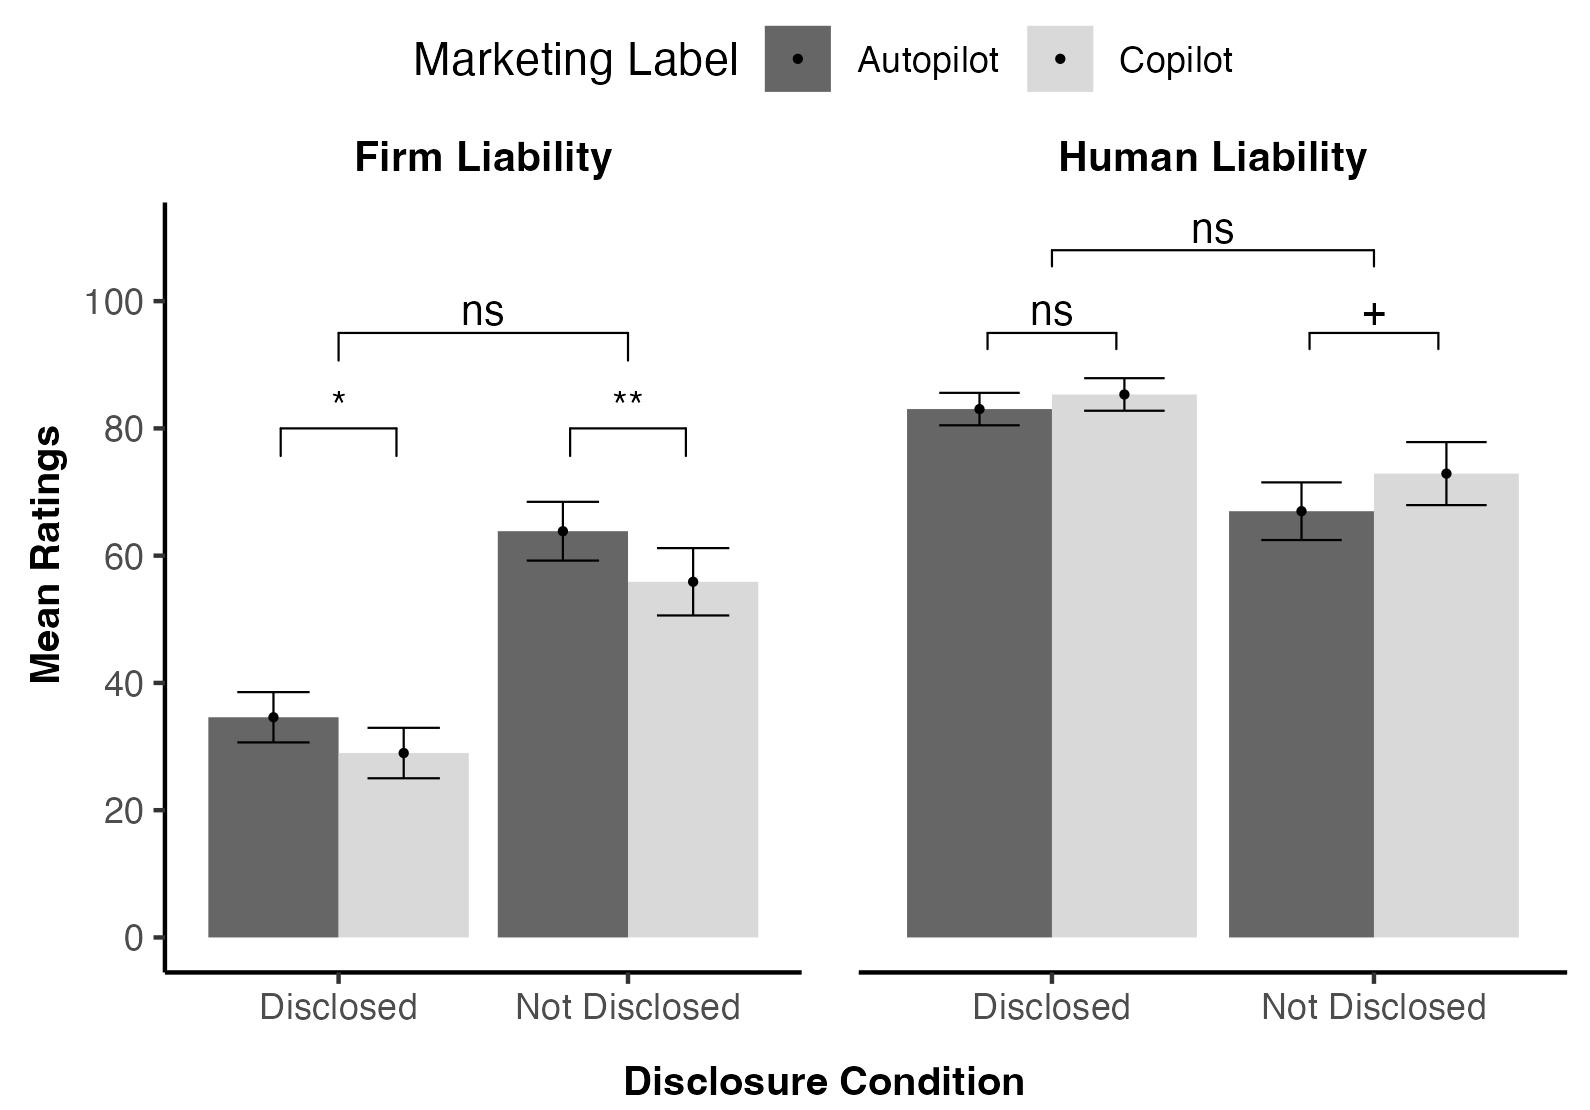 Marketing Label Autopilot Copilot
Firm Liability Human Liability
Mean Ratings
100
80
60
40
20
0
ns
* **
ns
ns +
Disclosed Not Disclosed Disclosed Not Disclosed
Disclosure Condition